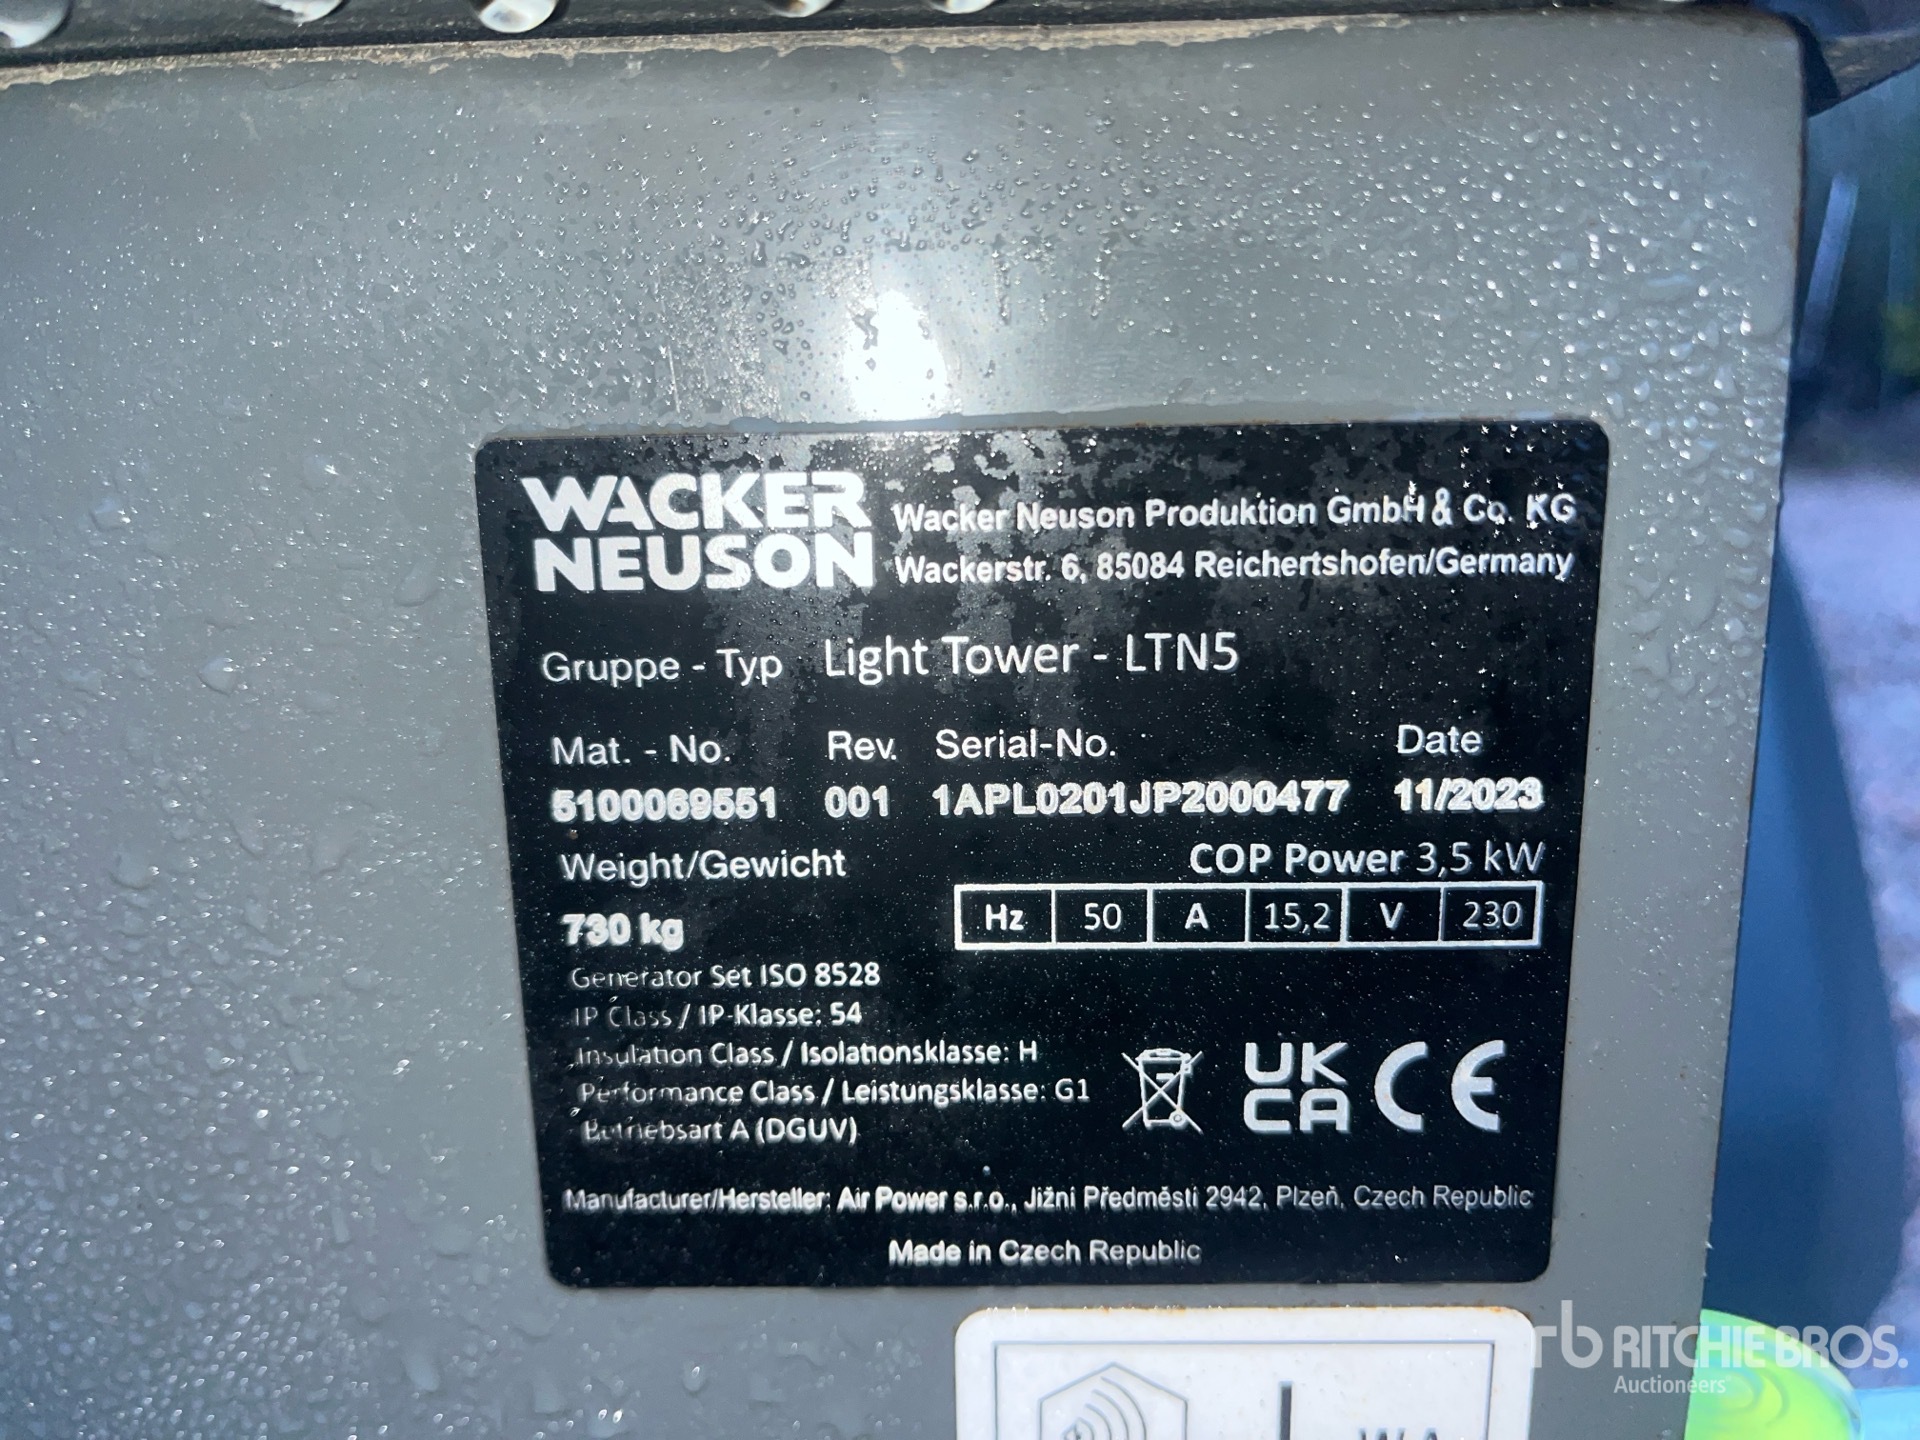 WACKER NEUSON
Wacker Neuson Produktion GmbH & Co. KG
Wackerstr. 6, 85084 Reichertshofen/Germany
Gruppe - Typ Light Tower - LTN5
Mat. - No. Rev. Serial-No. Date
5100069551 001 1APL0201JP2000477 11/2023
Weight/Gewicht COP Power 3,5 kW
730 kg Hz 50 A 15,2 V 230
Generator Set ISO 8528
IP Class / IP-Klasse: 54
Insulation Class / Isolationsklasse: H
Performance Class / Leistungsklasse: G1
Betriebsart A (DGUV)
UK CA CE
Manufacturer/Hersteller: Air Power s.r.o., Jižní Předměstí 2942, Plzeň, Czech Republic
Made in Czech Republic
rb RITCHIE BROS.
Auctioneers